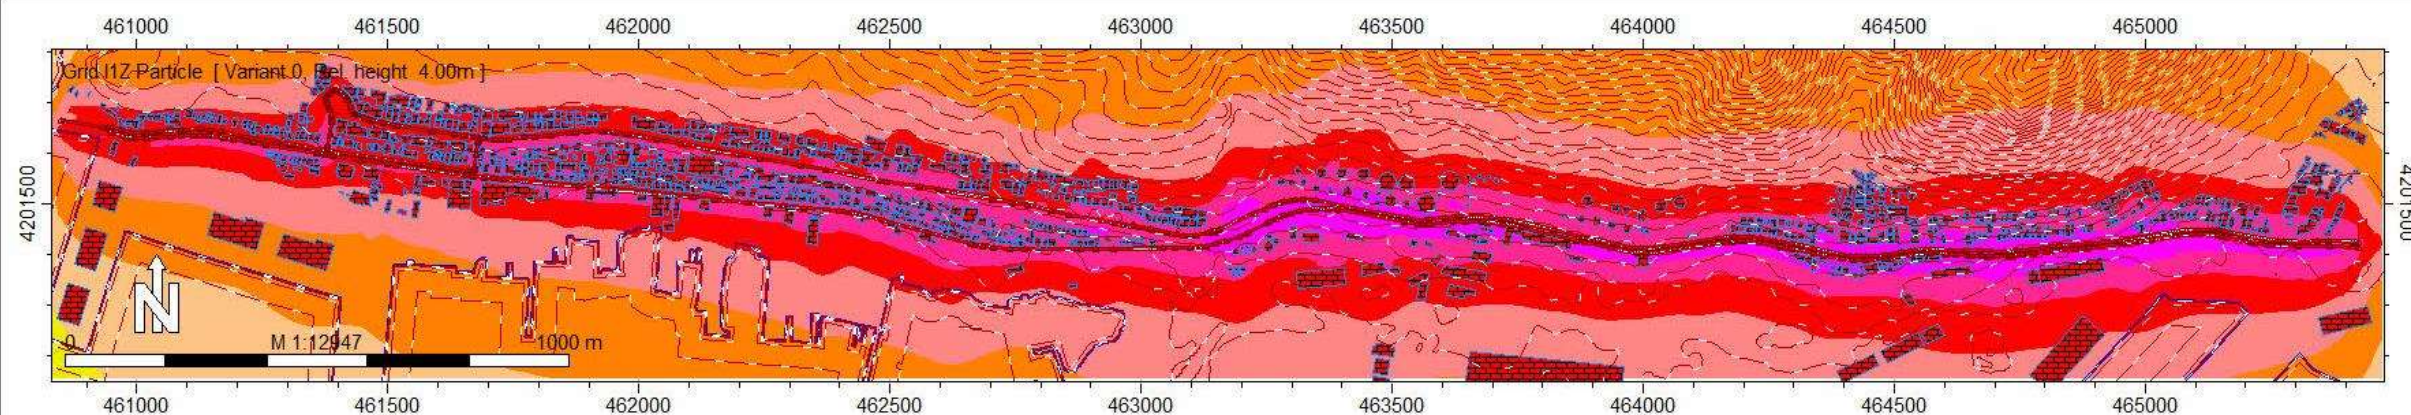 461000 461500 462000 462500 463000 463500 464000 464500 465000
Grid I1Z-Particle [ Variant 0, Rel. height 4.00m ]
4201500
4201500
N
0 M 1:12947 1000 m
461000 461500 462000 462500 463000 463500 464000 464500 465000